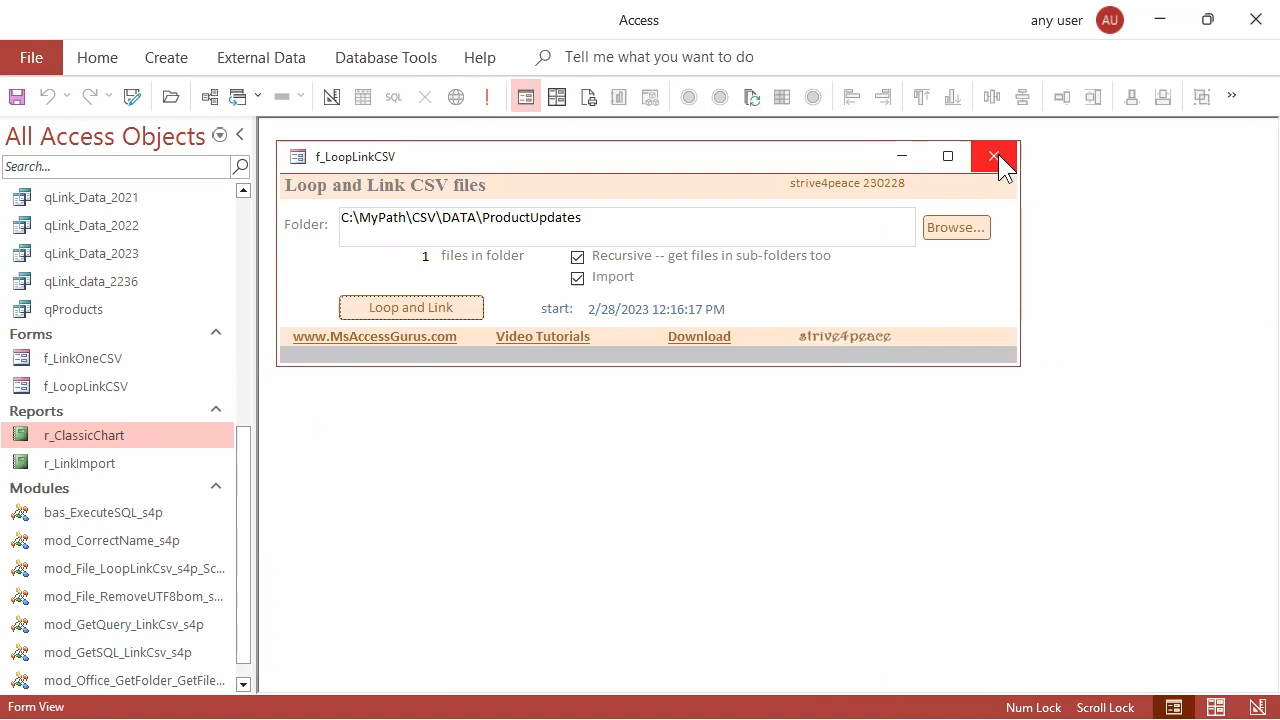 Access
any user AU
File Home Create External Data Database Tools Help Tell me what you want to do
SQL
All Access Objects
Search...
qLink_Data_2021
qLink_Data_2022
qLink_Data_2023
qLink_data_2236
qProducts
Forms
f_LinkOneCSV
f_LoopLinkCSV
Reports
r_ClassicChart
r_LinkImport
Modules
bas_ExecuteSQL_s4p
mod_CorrectName_s4p
mod_File_LoopLinkCsv_s4p_Sc...
mod_File_RemoveUTF8bom_s...
mod_GetQuery_LinkCsv_s4p
mod_GetSQL_LinkCsv_s4p
mod_Office_GetFolder_GetFile...
f_LoopLinkCSV
Loop and Link CSV files strive4peace 230228
Folder: C:\MyPath\CSV\DATA\ProductUpdates Browse...
1 files in folder Recursive -- get files in sub-folders too
Import
Loop and Link start: 2/28/2023 12:16:17 PM
www.MsAccessGurus.com Video Tutorials Download strive4peace
Form View Num Lock Scroll Lock